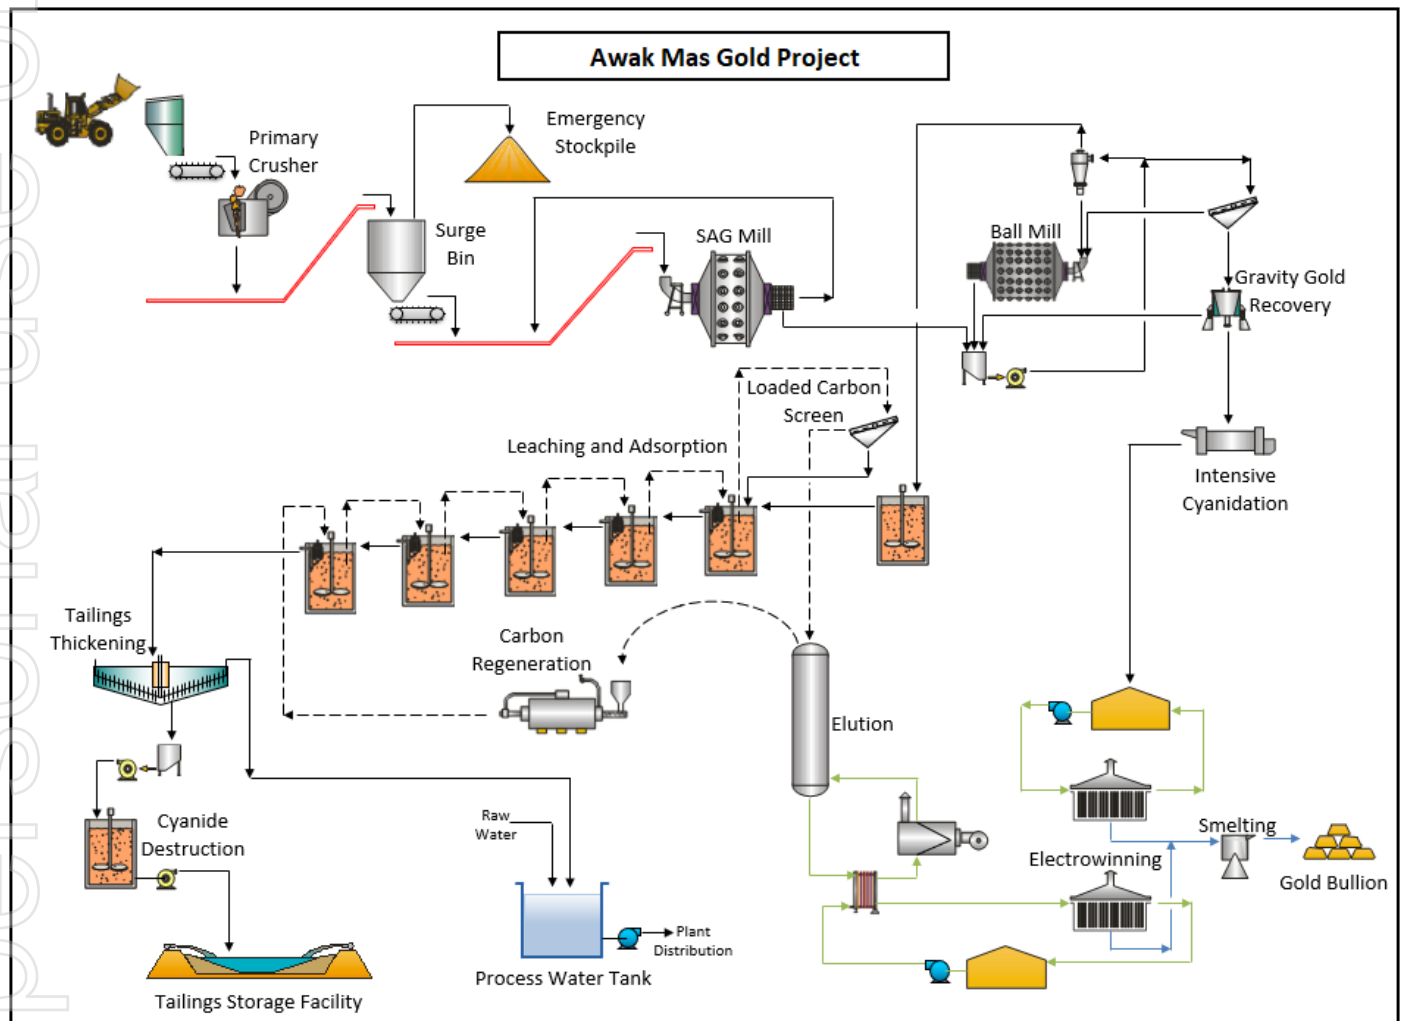 Awak Mas Gold Project
Emergency
Stockpile
Primary
Crusher
Surge
Bin
SAG Mill
Ball Mill
Gravity Gold
Recovery
Loaded Carbon
Screen
Leaching and Adsorption
Intensive
Cyanidation
Tailings
Thickening
Carbon
Regeneration
Elution
Cyanide
Destruction
Raw
Water
Smelting
Electrowinning
Gold Bullion
Plant
Distribution
Process Water Tank
Tailings Storage Facility
personal use o